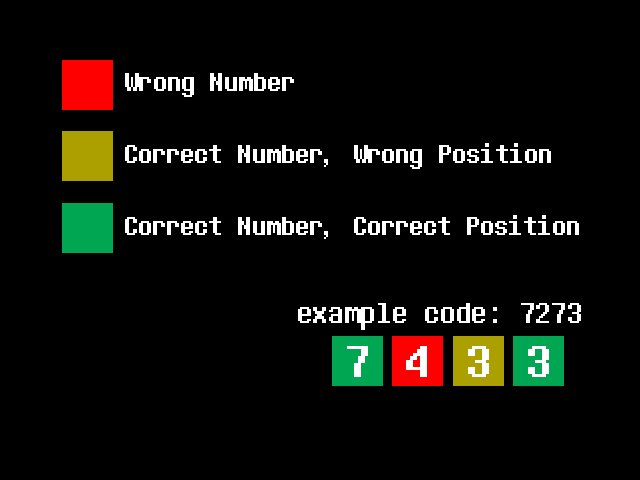 Wrong Number
Correct Number, Wrong Position
Correct Number, Correct Position
example code: 7273
7 4 3 3